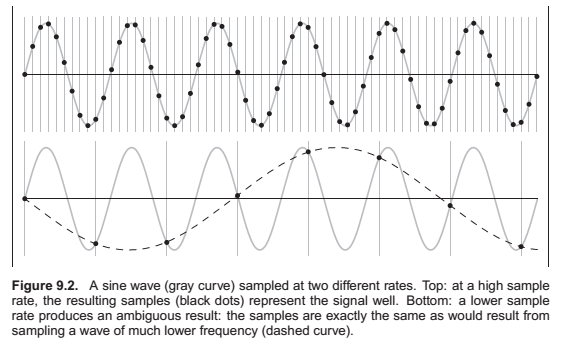 Figure 9.2. A sine wave (gray curve) sampled at two different rates. Top: at a high sample
rate, the resulting samples (black dots) represent the signal well. Bottom: a lower sample
rate produces an ambiguous result: the samples are exactly the same as would result from
sampling a wave of much lower frequency (dashed curve).